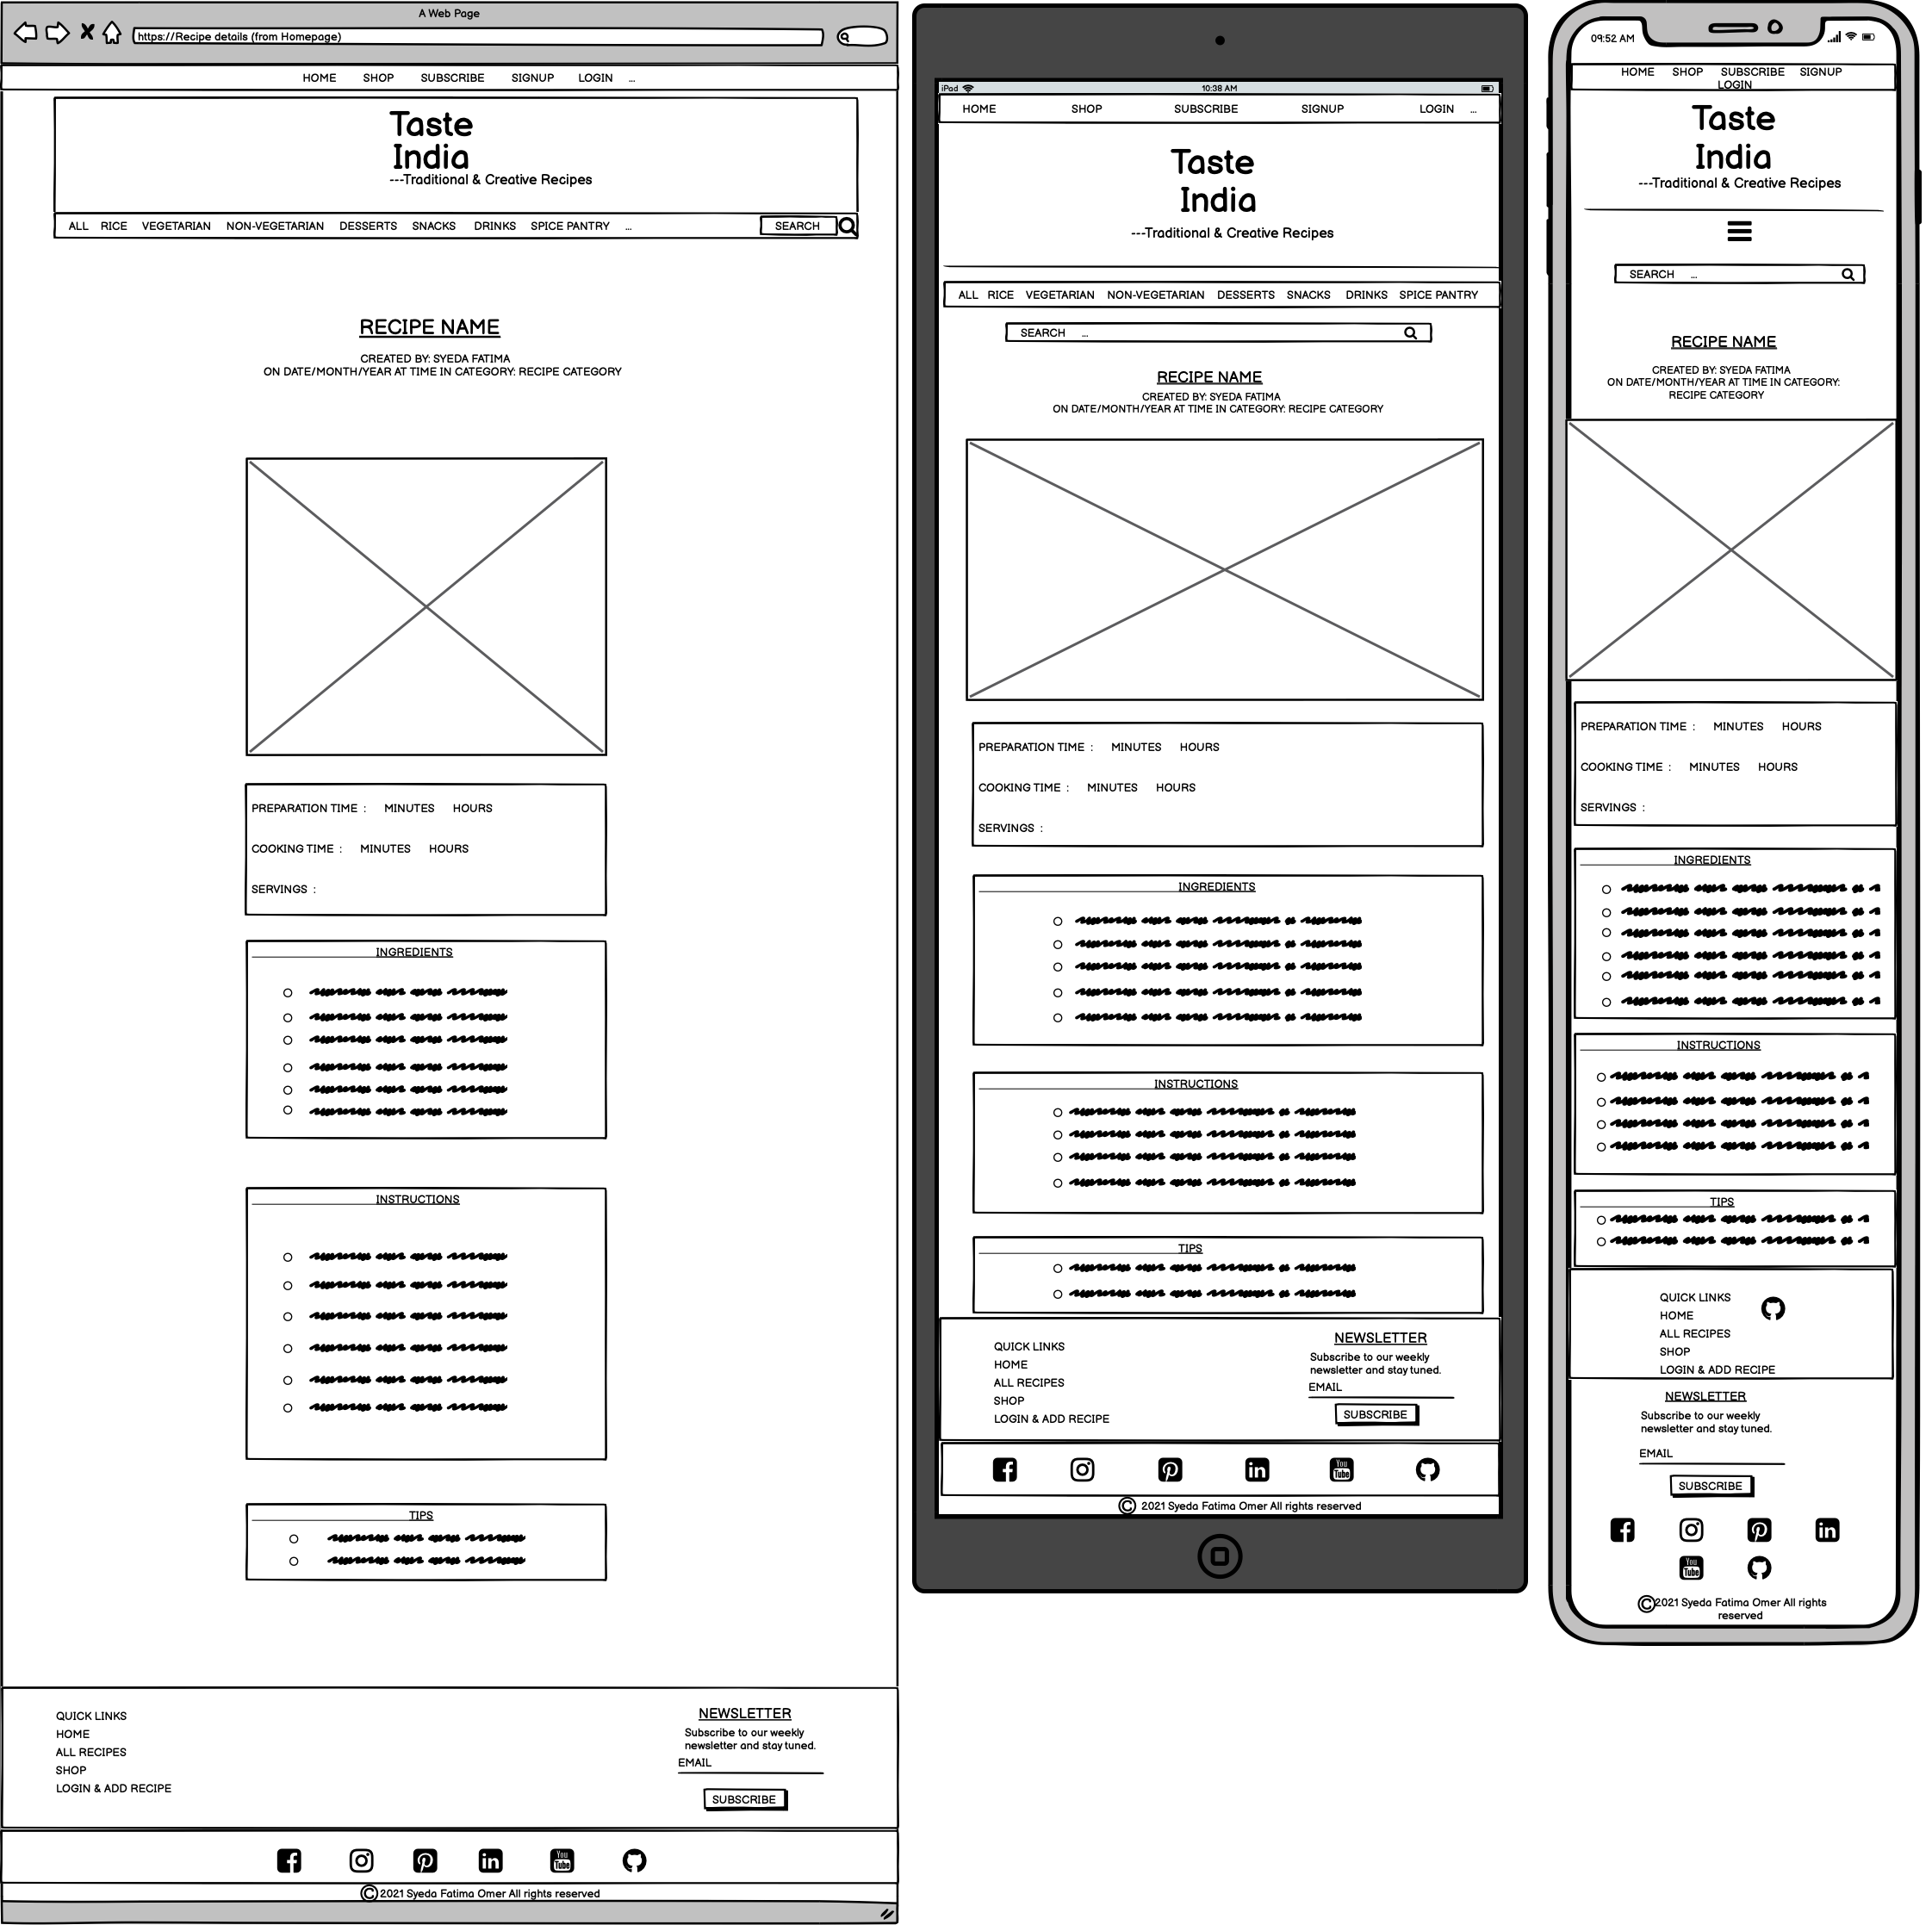 A Web Page
https://Recipe details (from Homepage)
HOME SHOP SUBSCRIBE SIGNUP LOGIN ...
Taste
India
---Traditional & Creative Recipes
ALL RICE VEGETARIAN NON-VEGETARIAN DESSERTS SNACKS DRINKS SPICE PANTRY ... SEARCH
RECIPE NAME
CREATED BY: SYEDA FATIMA
ON DATE/MONTH/YEAR AT TIME IN CATEGORY: RECIPE CATEGORY
PREPARATION TIME : MINUTES HOURS
COOKING TIME : MINUTES HOURS
SERVINGS :
INGREDIENTS
INSTRUCTIONS
TIPS
QUICK LINKS
HOME
ALL RECIPES
SHOP
LOGIN & ADD RECIPE
NEWSLETTER
Subscribe to our weekly
newsletter and stay tuned.
EMAIL
SUBSCRIBE
You
Tube
© 2021 Syeda Fatima Omer All rights reserved
iPad 10:38 AM
HOME SHOP SUBSCRIBE SIGNUP LOGIN ...
Taste
India
---Traditional & Creative Recipes
ALL RICE VEGETARIAN NON-VEGETARIAN DESSERTS SNACKS DRINKS SPICE PANTRY
SEARCH ...
RECIPE NAME
CREATED BY: SYEDA FATIMA
ON DATE/MONTH/YEAR AT TIME IN CATEGORY: RECIPE CATEGORY
PREPARATION TIME : MINUTES HOURS
COOKING TIME : MINUTES HOURS
SERVINGS :
INGREDIENTS
INSTRUCTIONS
TIPS
QUICK LINKS
HOME
ALL RECIPES
SHOP
LOGIN & ADD RECIPE
NEWSLETTER
Subscribe to our weekly
newsletter and stay tuned.
EMAIL
SUBSCRIBE
You
Tube
© 2021 Syeda Fatima Omer All rights reserved
09:52 AM
HOME SHOP SUBSCRIBE SIGNUP
LOGIN
Taste
India
---Traditional & Creative Recipes
SEARCH ...
RECIPE NAME
CREATED BY: SYEDA FATIMA
ON DATE/MONTH/YEAR AT TIME IN CATEGORY:
RECIPE CATEGORY
PREPARATION TIME : MINUTES HOURS
COOKING TIME : MINUTES HOURS
SERVINGS :
INGREDIENTS
INSTRUCTIONS
TIPS
QUICK LINKS
HOME
ALL RECIPES
SHOP
LOGIN & ADD RECIPE
NEWSLETTER
Subscribe to our weekly
newsletter and stay tuned.
EMAIL
SUBSCRIBE
You
Tube
©2021 Syeda Fatima Omer All rights
reserved